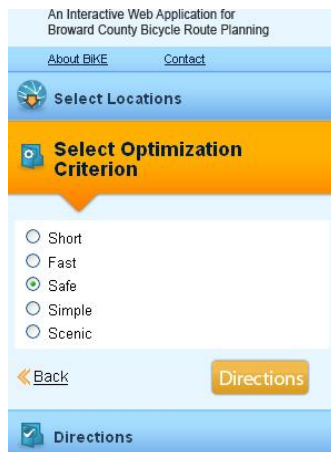 An Interactive Web Application for
Broward County Bicycle Route Planning
About BiKE Contact
Select Locations
Select Optimization
Criterion
Short
Fast
Safe
Simple
Scenic
Back
Directions
Directions